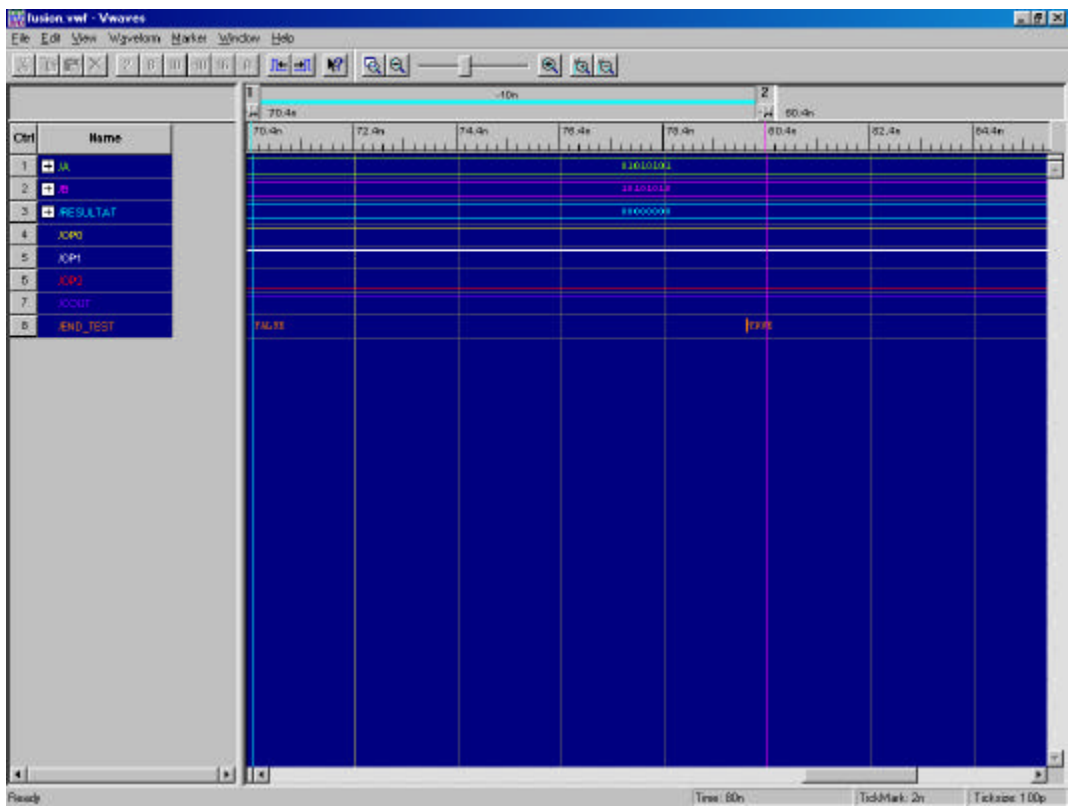 fusion.vwf - Vwaves
File Edit View Waveform Marker Window Help
1 -10n 2
70.4n 80.4n
Ctrl Name 70.4n 72.4n 74.4n 76.4n 78.4n 80.4n 82.4n 84.4n
1 /A 01010101
2 /B 10101010
3 /RESULTAT 00000000
4 /OP0
5 /OP1
6 /OP2
7 /COUT
8 /END_TEST FALSE TRUE
Ready Time: 80n TickMark: 2n Ticksize: 100p